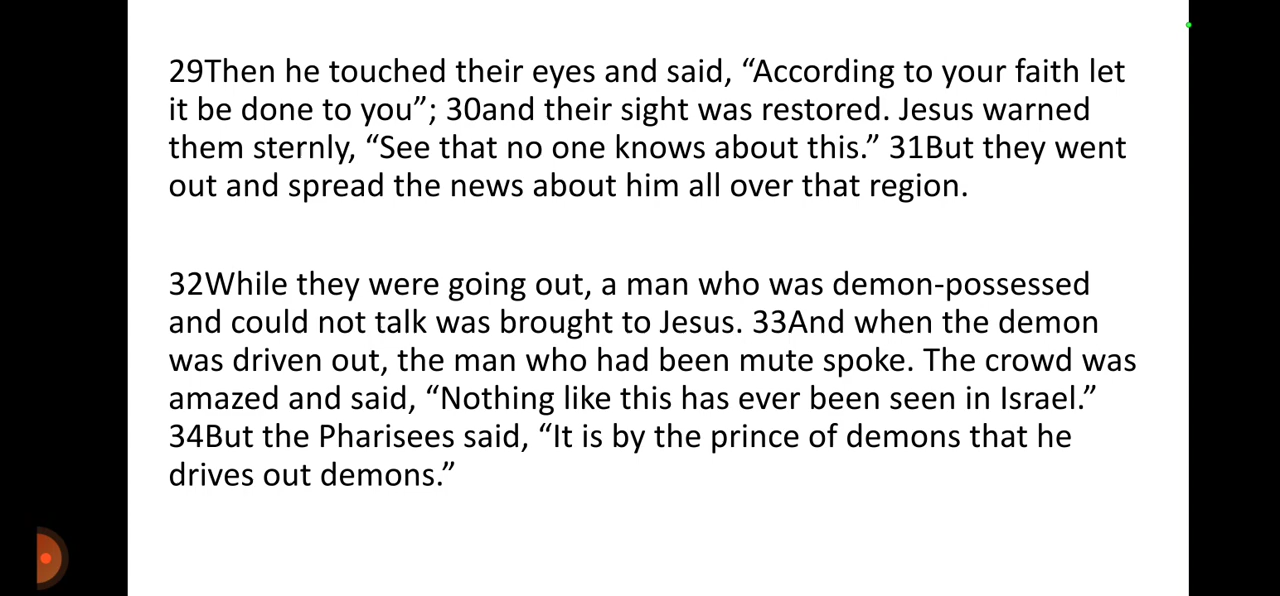 29Then he touched their eyes and said, “According to your faith let
it be done to you”; 30and their sight was restored. Jesus warned
them sternly, “See that no one knows about this.” 31But they went
out and spread the news about him all over that region.
32While they were going out, a man who was demon-possessed
and could not talk was brought to Jesus. 33And when the demon
was driven out, the man who had been mute spoke. The crowd was
amazed and said, “Nothing like this has ever been seen in Israel.”
34But the Pharisees said, “It is by the prince of demons that he
drives out demons.”